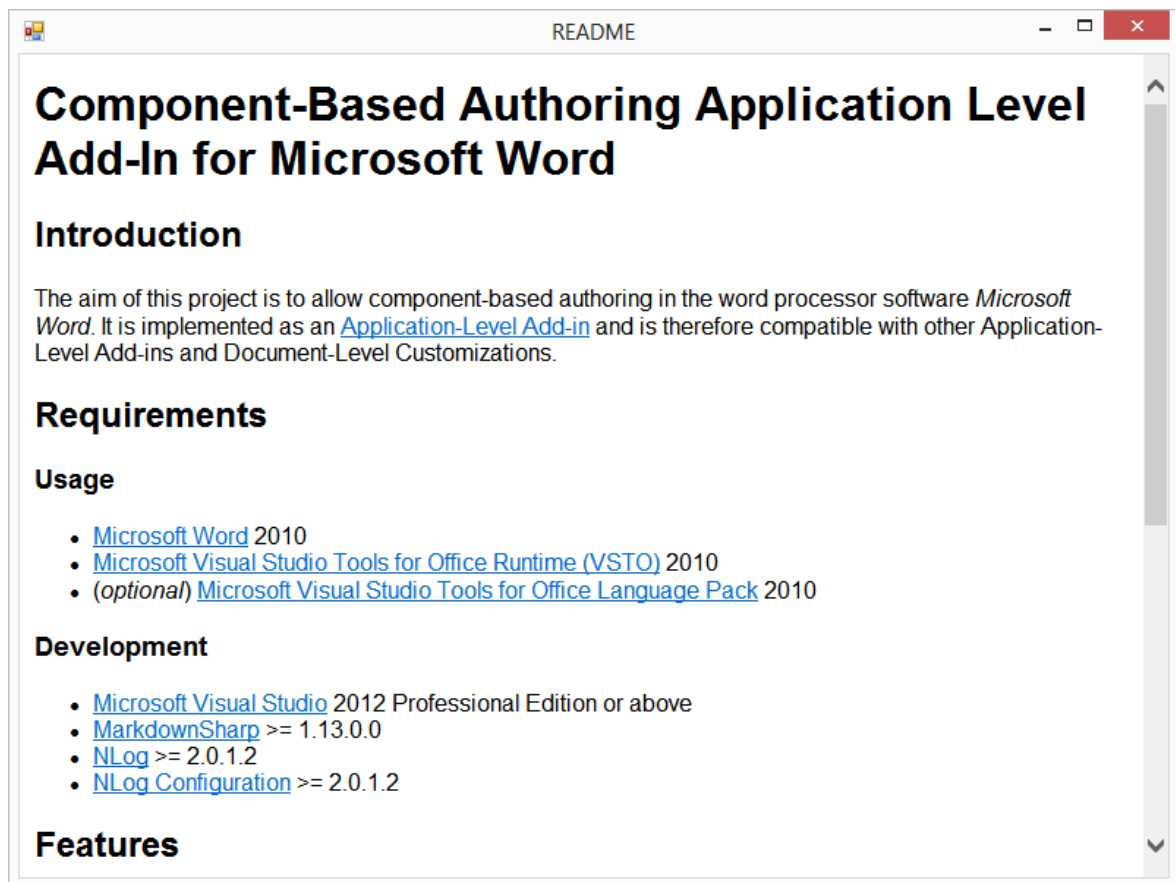 README
Component-Based Authoring Application Level
Add-In for Microsoft Word
Introduction
The aim of this project is to allow component-based authoring in the word processor software Microsoft
Word. It is implemented as an Application-Level Add-in and is therefore compatible with other Application-
Level Add-ins and Document-Level Customizations.
Requirements
Usage
• Microsoft Word 2010
• Microsoft Visual Studio Tools for Office Runtime (VSTO) 2010
• (optional) Microsoft Visual Studio Tools for Office Language Pack 2010
Development
• Microsoft Visual Studio 2012 Professional Edition or above
• MarkdownSharp >= 1.13.0.0
• NLog >= 2.0.1.2
• NLog Configuration >= 2.0.1.2
Features